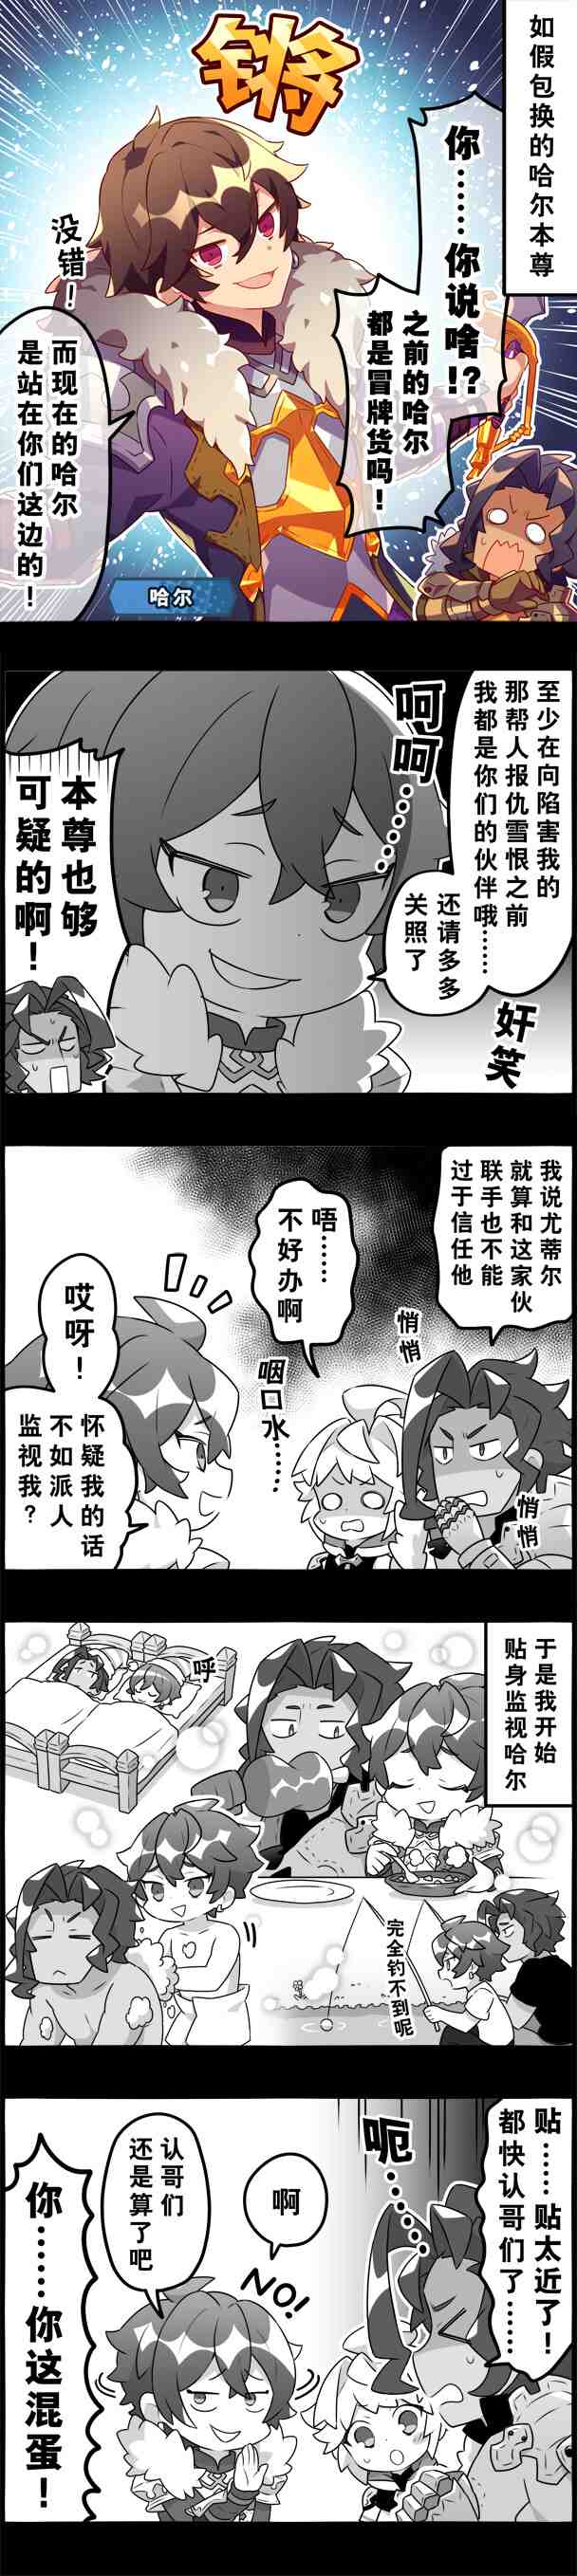 如假包换的哈尔本尊
锵
你……你说啥!?
之前的哈尔
都是冒牌货吗！
没错！
而现在的哈尔
是站在你们这边的！
哈尔
至少在向陷害我的
那帮人报仇雪恨之前
我都是你们的伙伴哦……
还请多多
关照了
呵呵……
奸笑
本尊也够
可疑的啊！
我说尤蒂尔
就算和这家伙
联手也不能
过于信任他
悄悄
悄悄
唔……
不好办啊
咽口水……
哎呀！
怀疑我的话
不如派人
监视我？
于是我开始
贴身监视哈尔
呼
完全钓不到呢
贴……贴太近了！
都快认哥们了……
呃……
啊
认哥们
还是算了吧
NO!
你……你这混蛋！